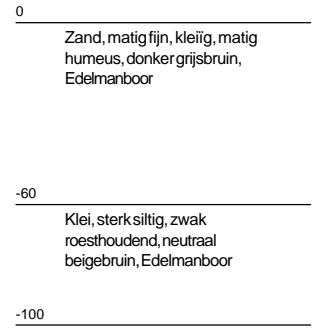 0
Zand, matig fijn, kleiïg, matig
humeus, donker grijsbruin,
Edelmanboor
-60
Klei, sterk siltig, zwak
roesthoudend, neutraal
beigebruin, Edelmanboor
-100